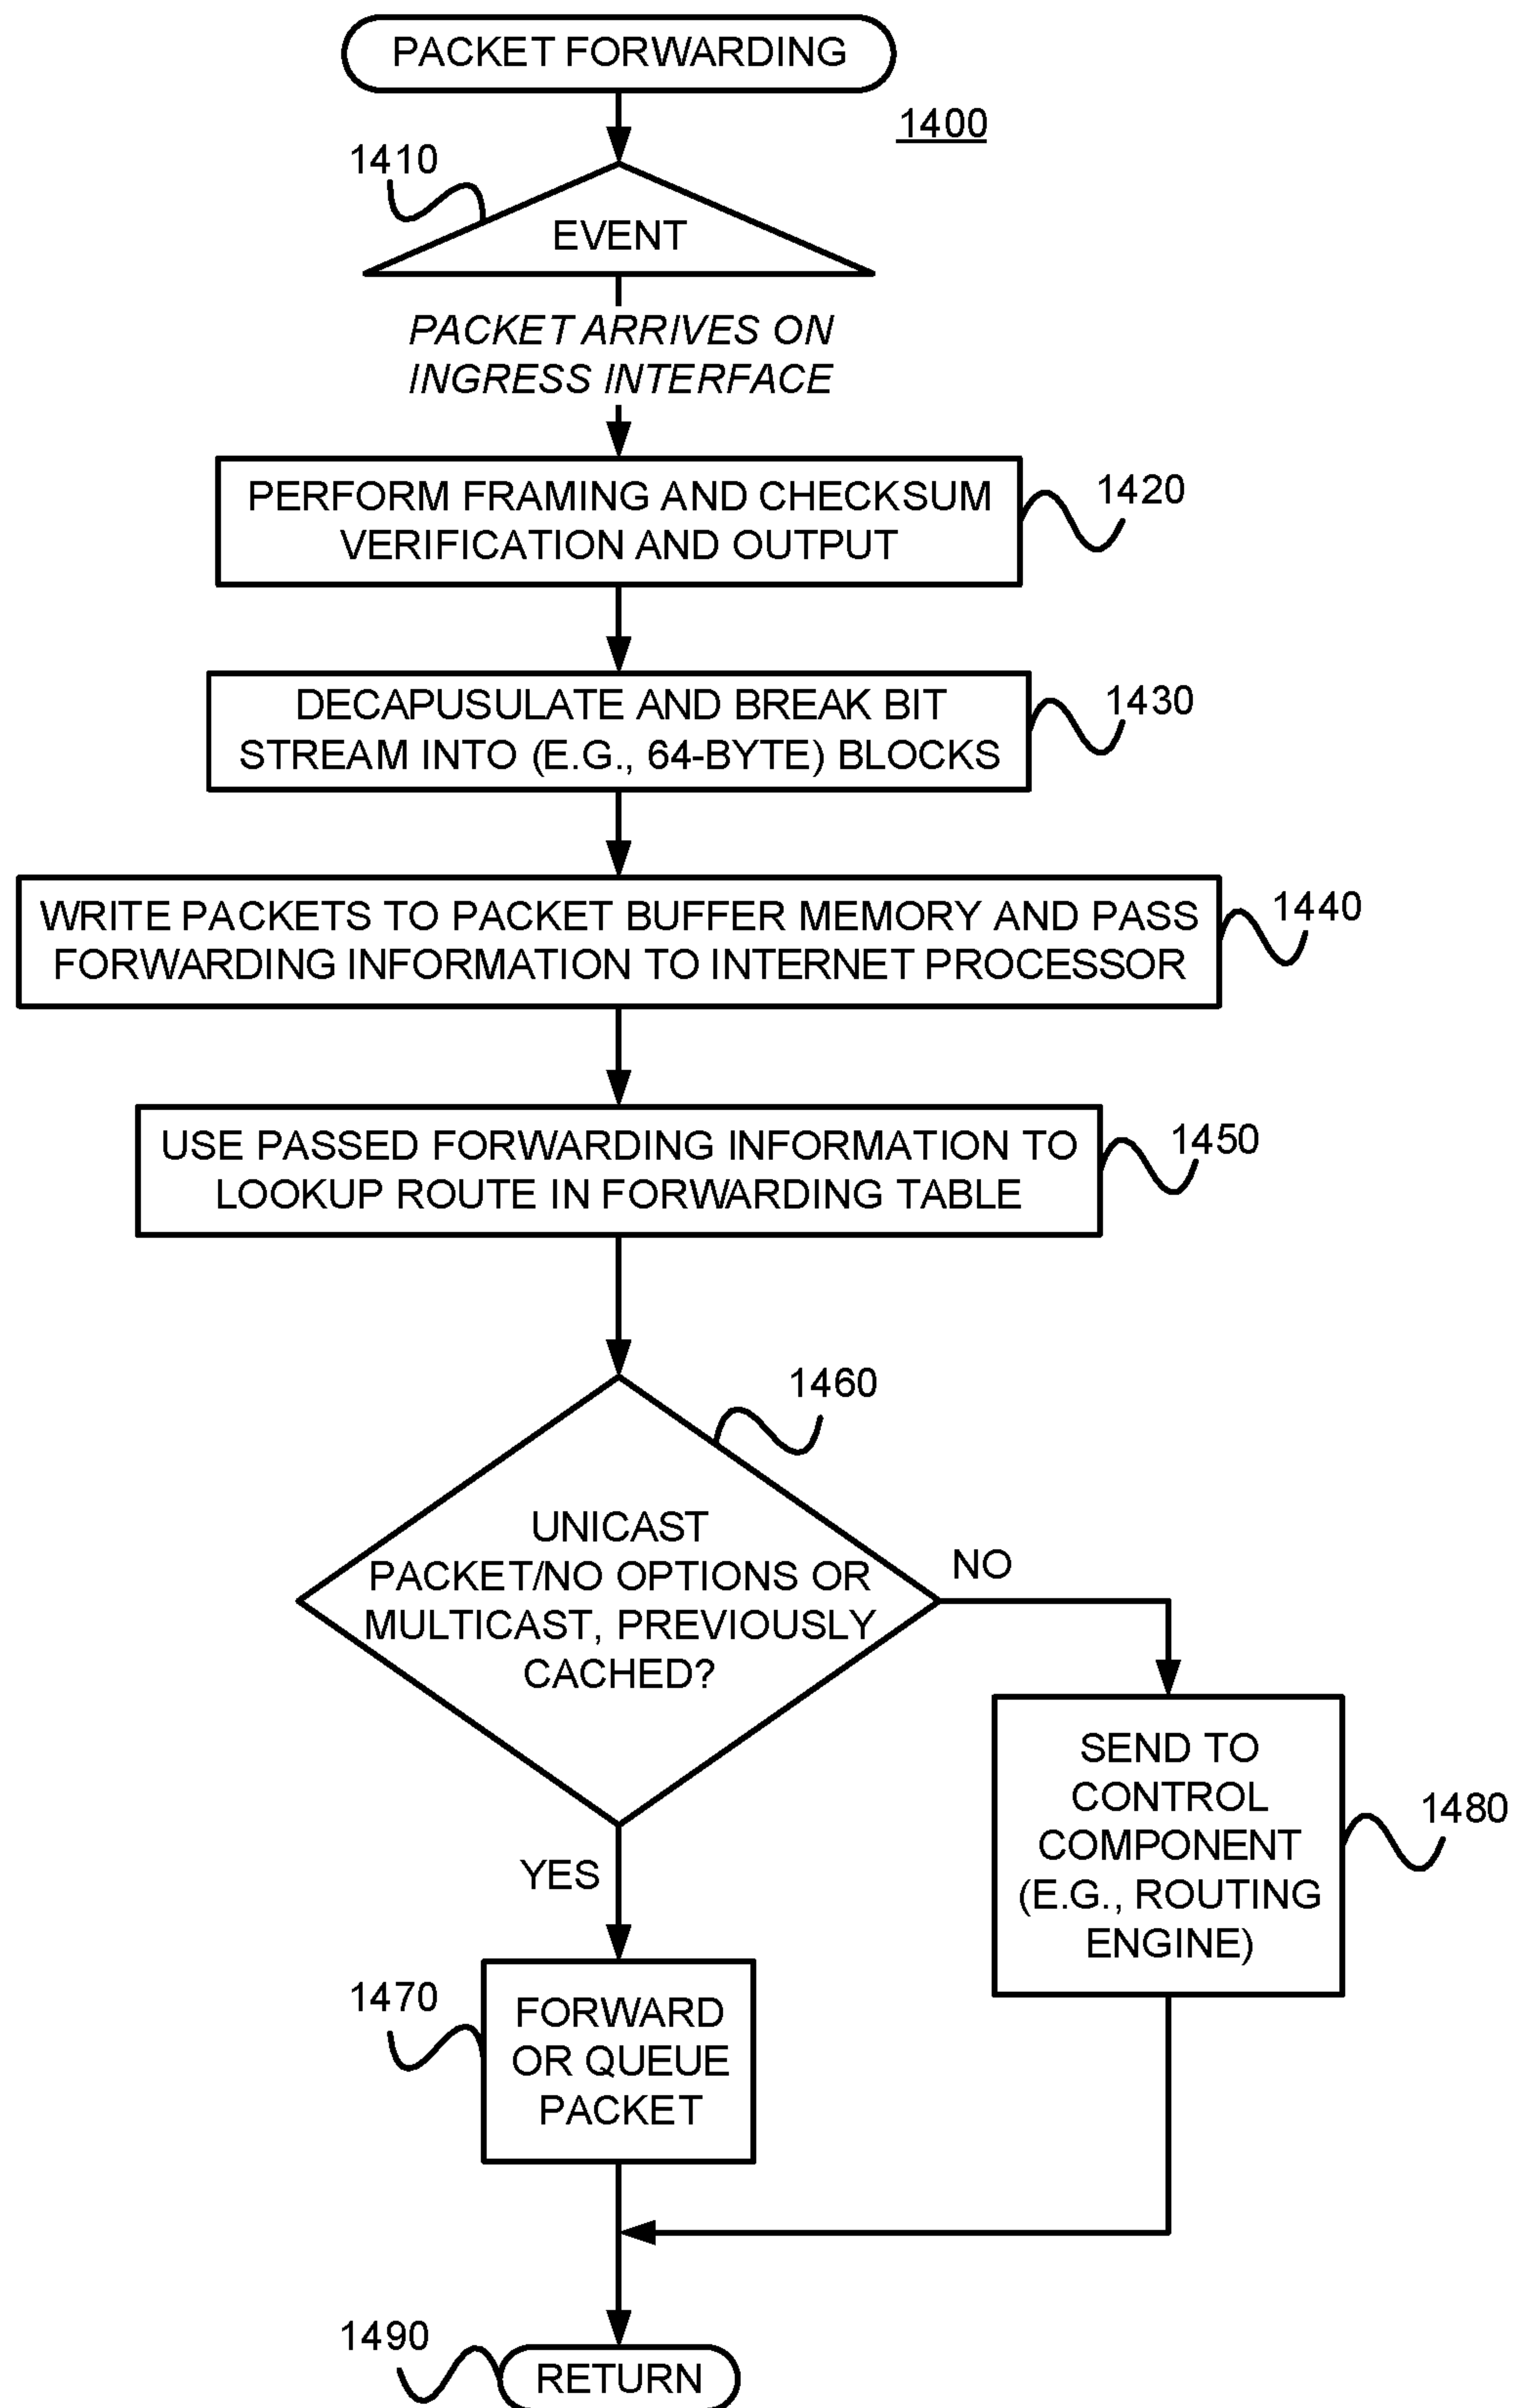 PACKET FORWARDING
1400
1410
EVENT
PACKET ARRIVES ON
INGRESS INTERFACE
PERFORM FRAMING AND CHECKSUM
VERIFICATION AND OUTPUT
1420
DECAPUSULATE AND BREAK BIT
STREAM INTO (E.G., 64-BYTE) BLOCKS
1430
WRITE PACKETS TO PACKET BUFFER MEMORY AND PASS
FORWARDING INFORMATION TO INTERNET PROCESSOR
1440
USE PASSED FORWARDING INFORMATION TO
LOOKUP ROUTE IN FORWARDING TABLE
1450
1460
UNICAST
PACKET/NO OPTIONS OR
MULTICAST, PREVIOUSLY
CACHED?
NO
YES
SEND TO
CONTROL
COMPONENT
(E.G., ROUTING
ENGINE)
1480
1470
FORWARD
OR QUEUE
PACKET
1490
RETURN